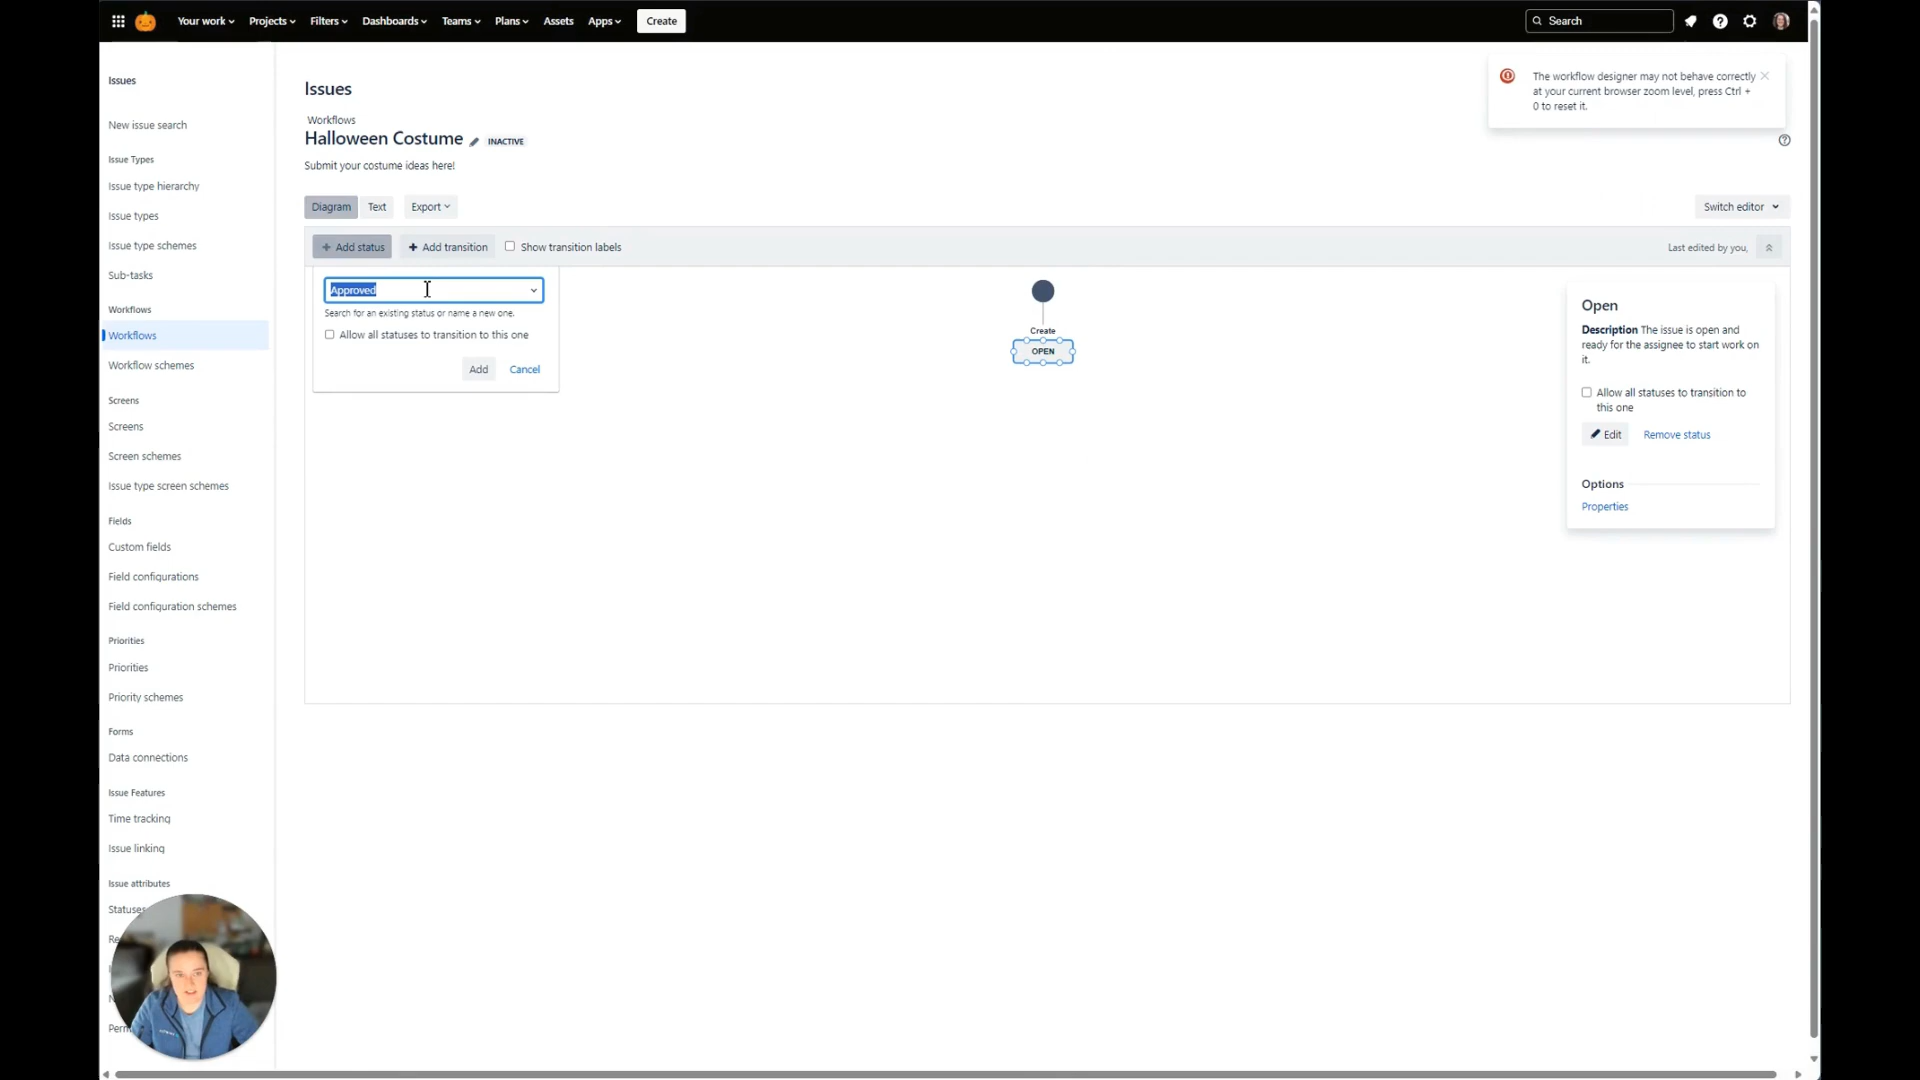 Your work
Projects
Filters
Dashboards
Teams
Plans
Assets
Apps
Create
Search
Issues
New issue search
Issue Types
Issue type hierarchy
Issue types
Issue type schemes
Sub-tasks
Workflows
Workflows
Workflow schemes
Screens
Screens
Screen schemes
Issue type screen schemes
Fields
Custom fields
Field configurations
Field configuration schemes
Priorities
Priorities
Priority schemes
Forms
Data connections
Issue Features
Time tracking
Issue linking
Issue attributes
Statuses
Re
N
Perm
Issues
Workflows
Halloween Costume
INACTIVE
Submit your costume ideas here!
Diagram
Text
Export
Switch editor
+ Add status
+ Add transition
Show transition labels
Last edited by you,
Approved
Search for an existing status or name a new one.
Allow all statuses to transition to this one
Add
Cancel
Create
OPEN
The workflow designer may not behave correctly
at your current browser zoom level, press Ctrl +
0 to reset it.
Open
Description The issue is open and
ready for the assignee to start work on
it.
Allow all statuses to transition to
this one
Edit
Remove status
Options
Properties